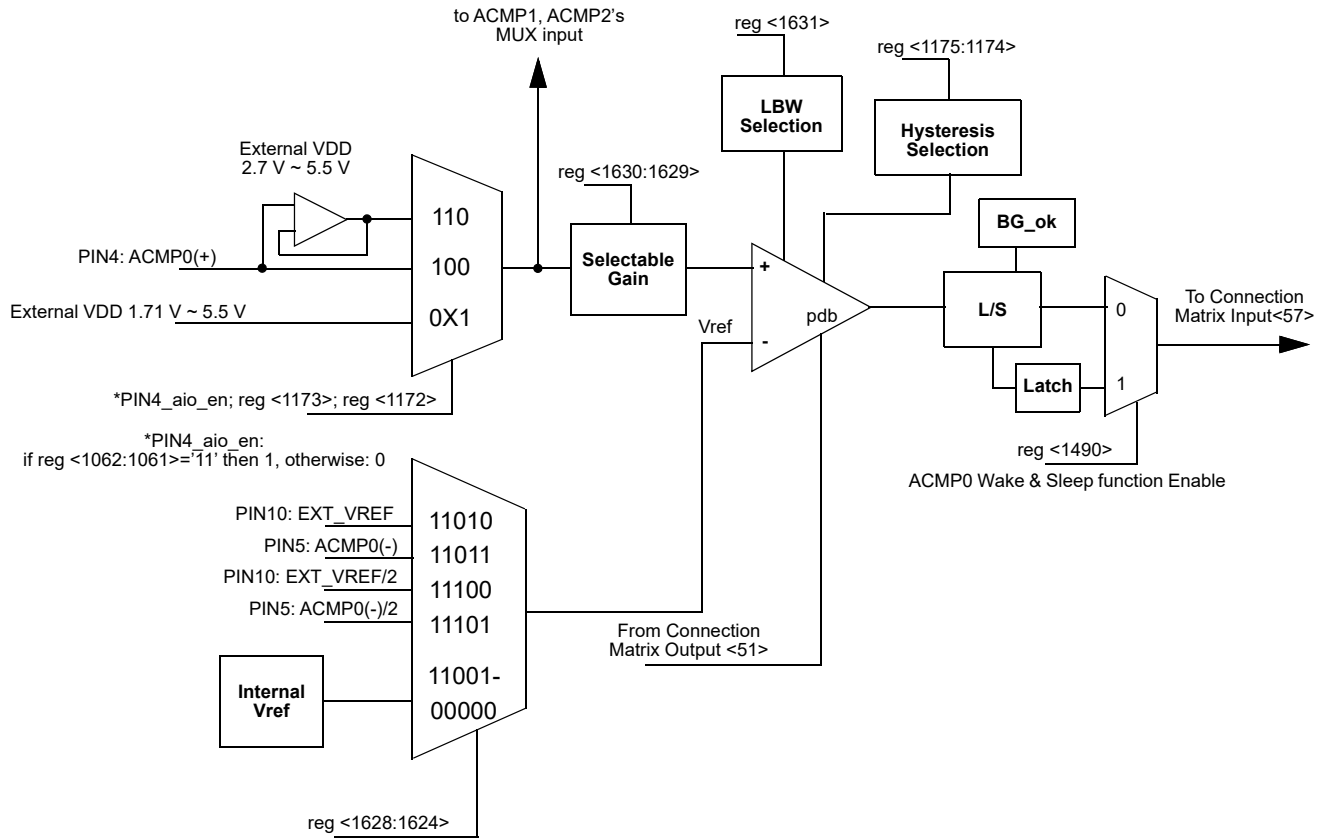 to ACMP1, ACMP2's
MUX input
reg <1631>
reg <1175:1174>
LBW
Selection
Hysteresis
Selection
External VDD
2.7 V ~ 5.5 V
reg <1630:1629>
110
BG_ok
PIN4: ACMP0(+)
100
Selectable
Gain
+
External VDD 1.71 V ~ 5.5 V
0X1
Vref
-
pdb
L/S
0
To Connection
Matrix Input<57>
Latch
1
*PIN4_aio_en; reg <1173>; reg <1172>
*PIN4_aio_en:
if reg <1062:1061>='11' then 1, otherwise: 0
reg <1490>
ACMP0 Wake & Sleep function Enable
PIN10: EXT_VREF
11010
PIN5: ACMP0(-)
11011
PIN10: EXT_VREF/2
11100
PIN5: ACMP0(-)/2
11101
From Connection
Matrix Output <51>
11001-
00000
Internal
Vref
reg <1628:1624>